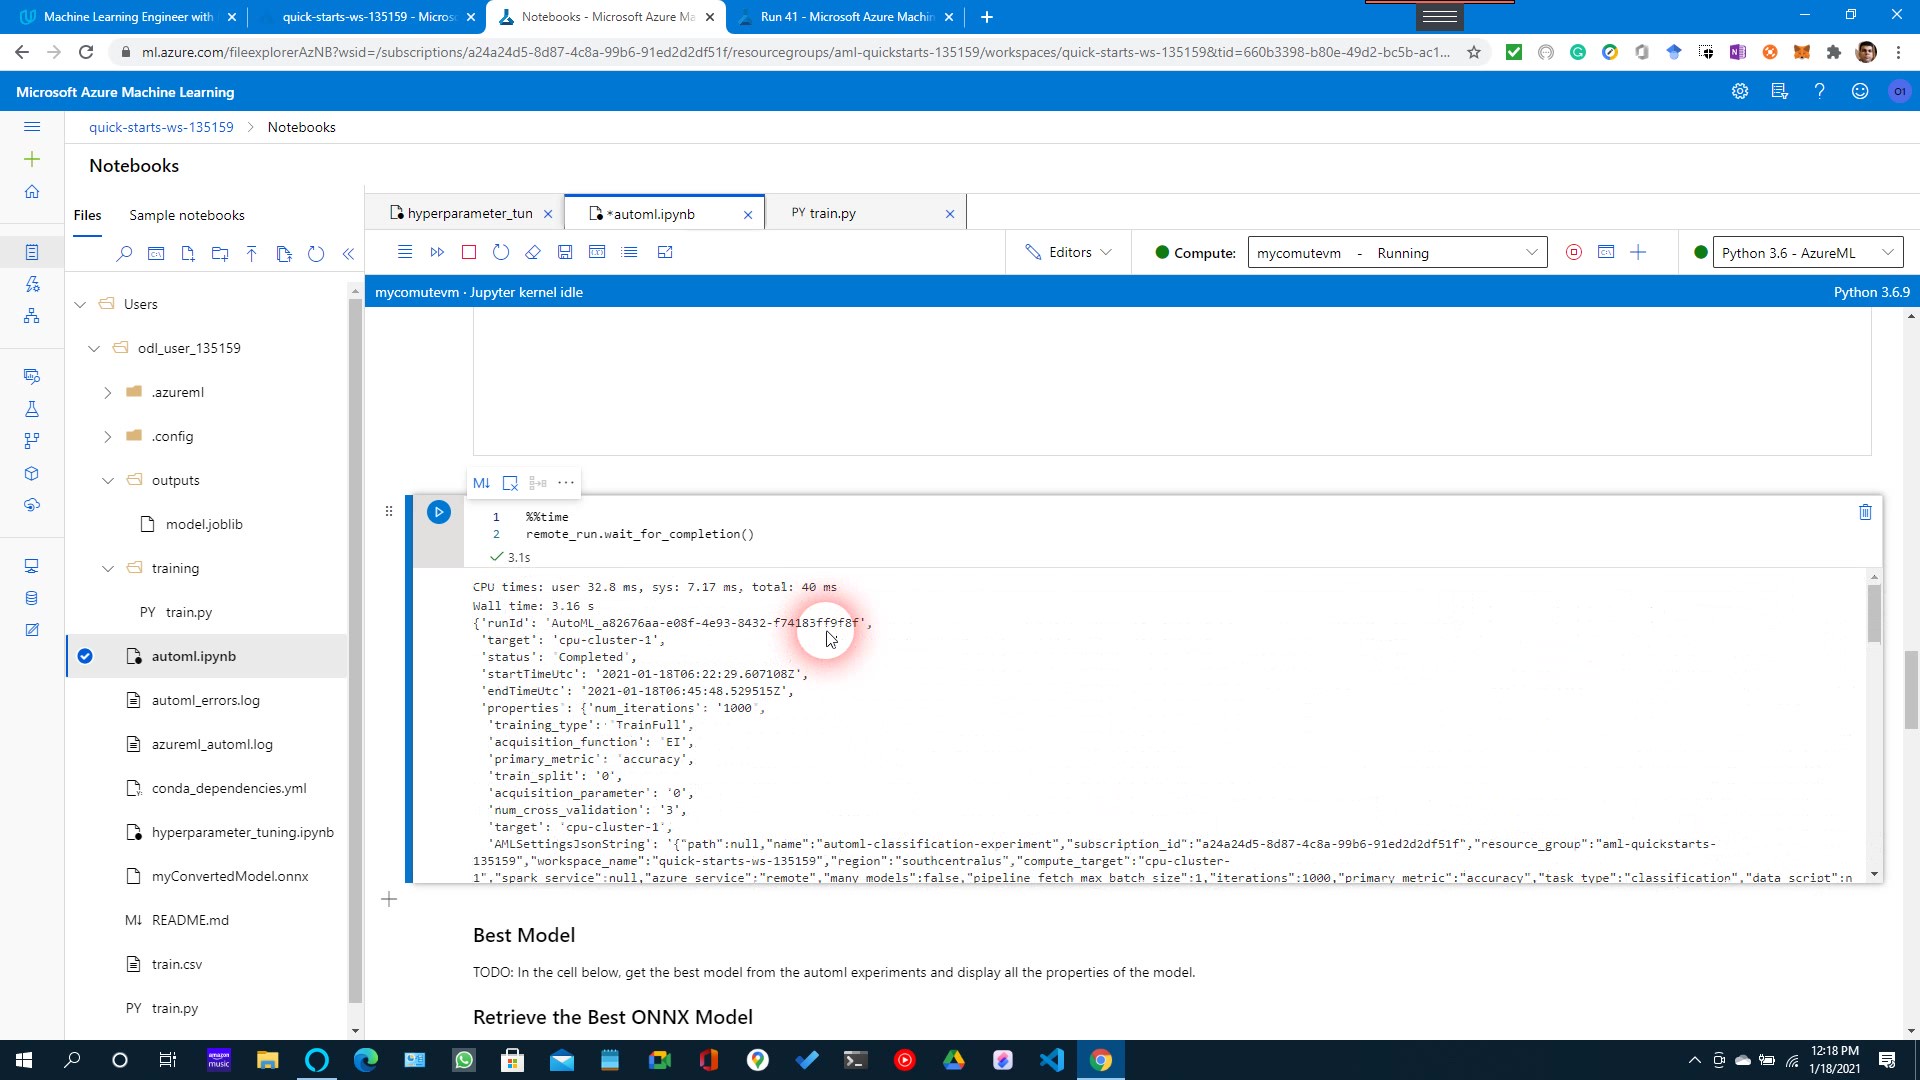 Machine Learning Engineer with
quick-starts-ws-135159 - Micros
Notebooks - Microsoft Azure Ma
Run 41 - Microsoft Azure Machin
ml.azure.com/fileexplorerAzNB?wsid=/subscriptions/a24a24d5-8d87-4c8a-99b6-91ed2d2df51f/resourcegroups/aml-quickstarts-135159/workspaces/quick-starts-ws-135159&tid=660b3398-b80e-49d2-bc5b-ac1...
Microsoft Azure Machine Learning
O1
quick-starts-ws-135159 > Notebooks
Notebooks
Files
Sample notebooks
hyperparameter_tun
*automl.ipynb
PY train.py
Editors
Compute:
mycomutevm - Running
Python 3.6 - AzureML
mycomutevm · Jupyter kernel idle
Python 3.6.9
Users
odl_user_135159
.azureml
.config
outputs
model.joblib
training
PY train.py
automl.ipynb
automl_errors.log
azureml_automl.log
conda_dependencies.yml
hyperparameter_tuning.ipynb
myConvertedModel.onnx
M↓ README.md
train.csv
PY train.py
M↓
1 %%time
2 remote_run.wait_for_completion()
3.1s
CPU times: user 32.8 ms, sys: 7.17 ms, total: 40 ms
Wall time: 3.16 s
{'runId': 'AutoML_a82676aa-e08f-4e93-8432-f74183ff9f8f',
'target': 'cpu-cluster-1',
'status': 'Completed',
'startTimeUtc': '2021-01-18T06:22:29.607108Z',
'endTimeUtc': '2021-01-18T06:45:48.529515Z',
'properties': {'num_iterations': '1000',
'training_type': 'TrainFull',
'acquisition_function': 'EI',
'primary_metric': 'accuracy',
'train_split': '0',
'acquisition_parameter': '0',
'num_cross_validation': '3',
'target': 'cpu-cluster-1',
'AMLSettingsJsonString': '{"path":null,"name":"automl-classification-experiment","subscription_id":"a24a24d5-8d87-4c8a-99b6-91ed2d2df51f","resource_group":"aml-quickstarts-
135159","workspace_name":"quick-starts-ws-135159","region":"southcentralus","compute_target":"cpu-cluster-
1","spark_service":null,"azure_service":"remote","many_models":false,"pipeline_fetch_max_batch_size":1,"iterations":1000,"primary_metric":"accuracy","task_type":"classification","data_script":n
Best Model
TODO: In the cell below, get the best model from the automl experiments and display all the properties of the model.
Retrieve the Best ONNX Model
amazon music
12:18 PM
1/18/2021